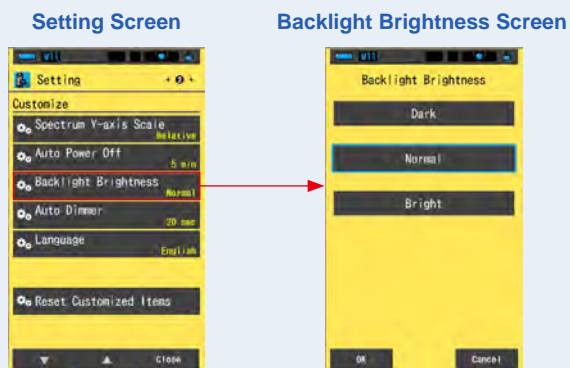 Setting Screen
Backlight Brightness Screen
Setting
2
Customize
Spectrum Y-axis Scale
Relative
Auto Power Off
5 min
Backlight Brightness
Normal
Auto Dimmer
20 sec
Language
English
Reset Customized Items
▼ ▲ Close
Backlight Brightness
Dark
Normal
Bright
OK Cancel